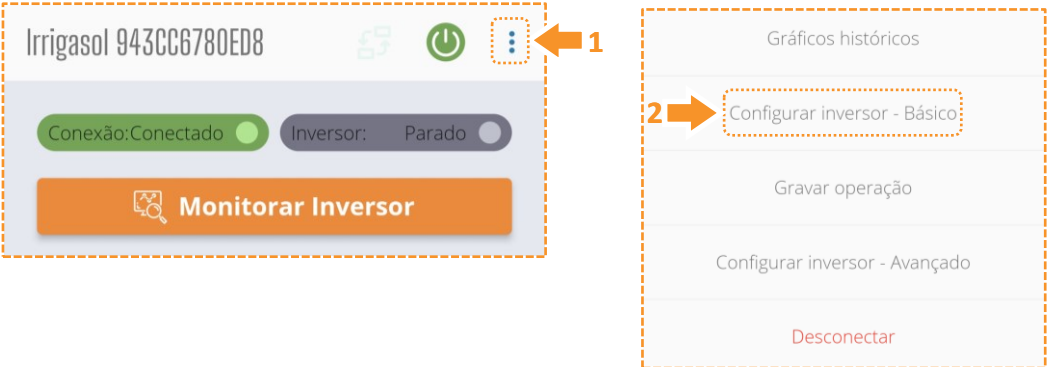 Irrigasol 943CC6780ED8
1
Conexão:Conectado
Inversor: Parado
Monitorar Inversor
Gráficos históricos
2
Configurar inversor - Básico
Gravar operação
Configurar inversor - Avançado
Desconectar